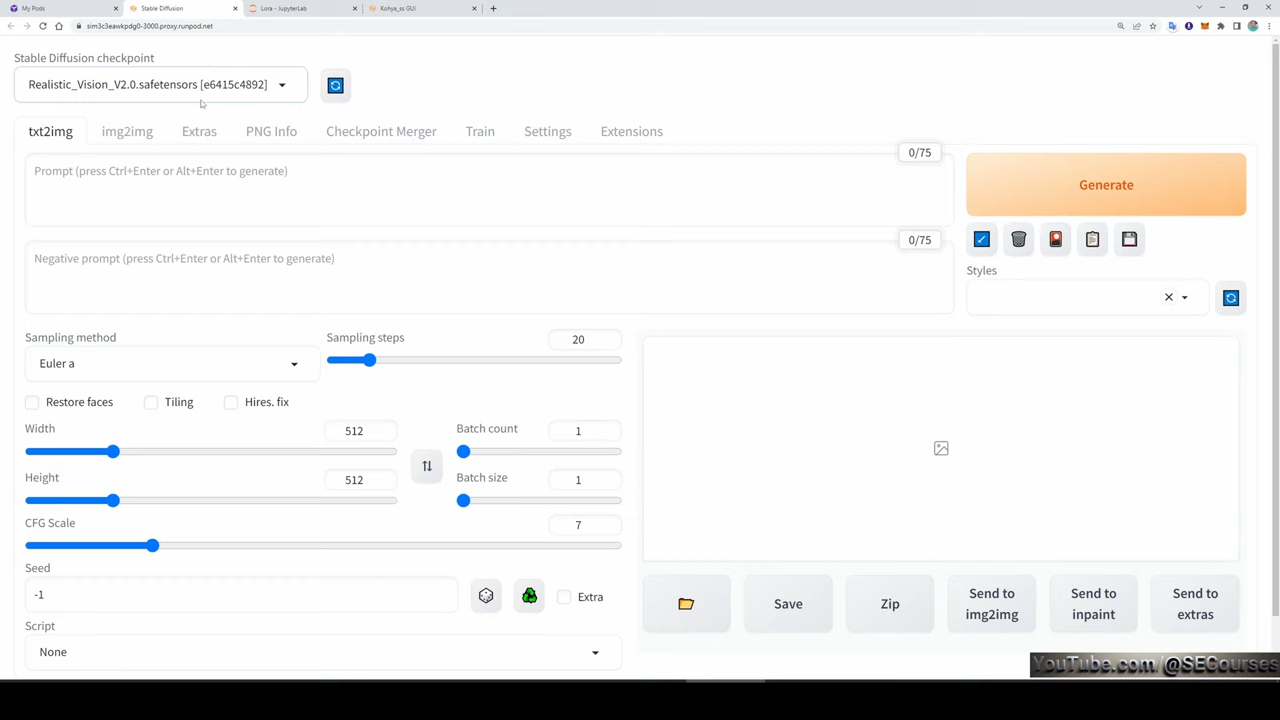 My Pods
Stable Diffusion
Lora - JupyterLab
Kohya_ss GUI
sim3c3eawkpdg0-3000.proxy.runpod.net
Stable Diffusion checkpoint
Realistic_Vision_V2.0.safetensors [e6415c4892]
txt2img
img2img
Extras
PNG Info
Checkpoint Merger
Train
Settings
Extensions
0/75
Prompt (press Ctrl+Enter or Alt+Enter to generate)
Generate
0/75
Negative prompt (press Ctrl+Enter or Alt+Enter to generate)
Styles
Sampling method
Euler a
Sampling steps
20
Restore faces
Tiling
Hires. fix
Width
512
Batch count
1
Height
512
Batch size
1
CFG Scale
7
Seed
-1
Extra
Script
None
Save
Zip
Send to
img2img
Send to
inpaint
Send to
extras
YouTube.com/@SECourses